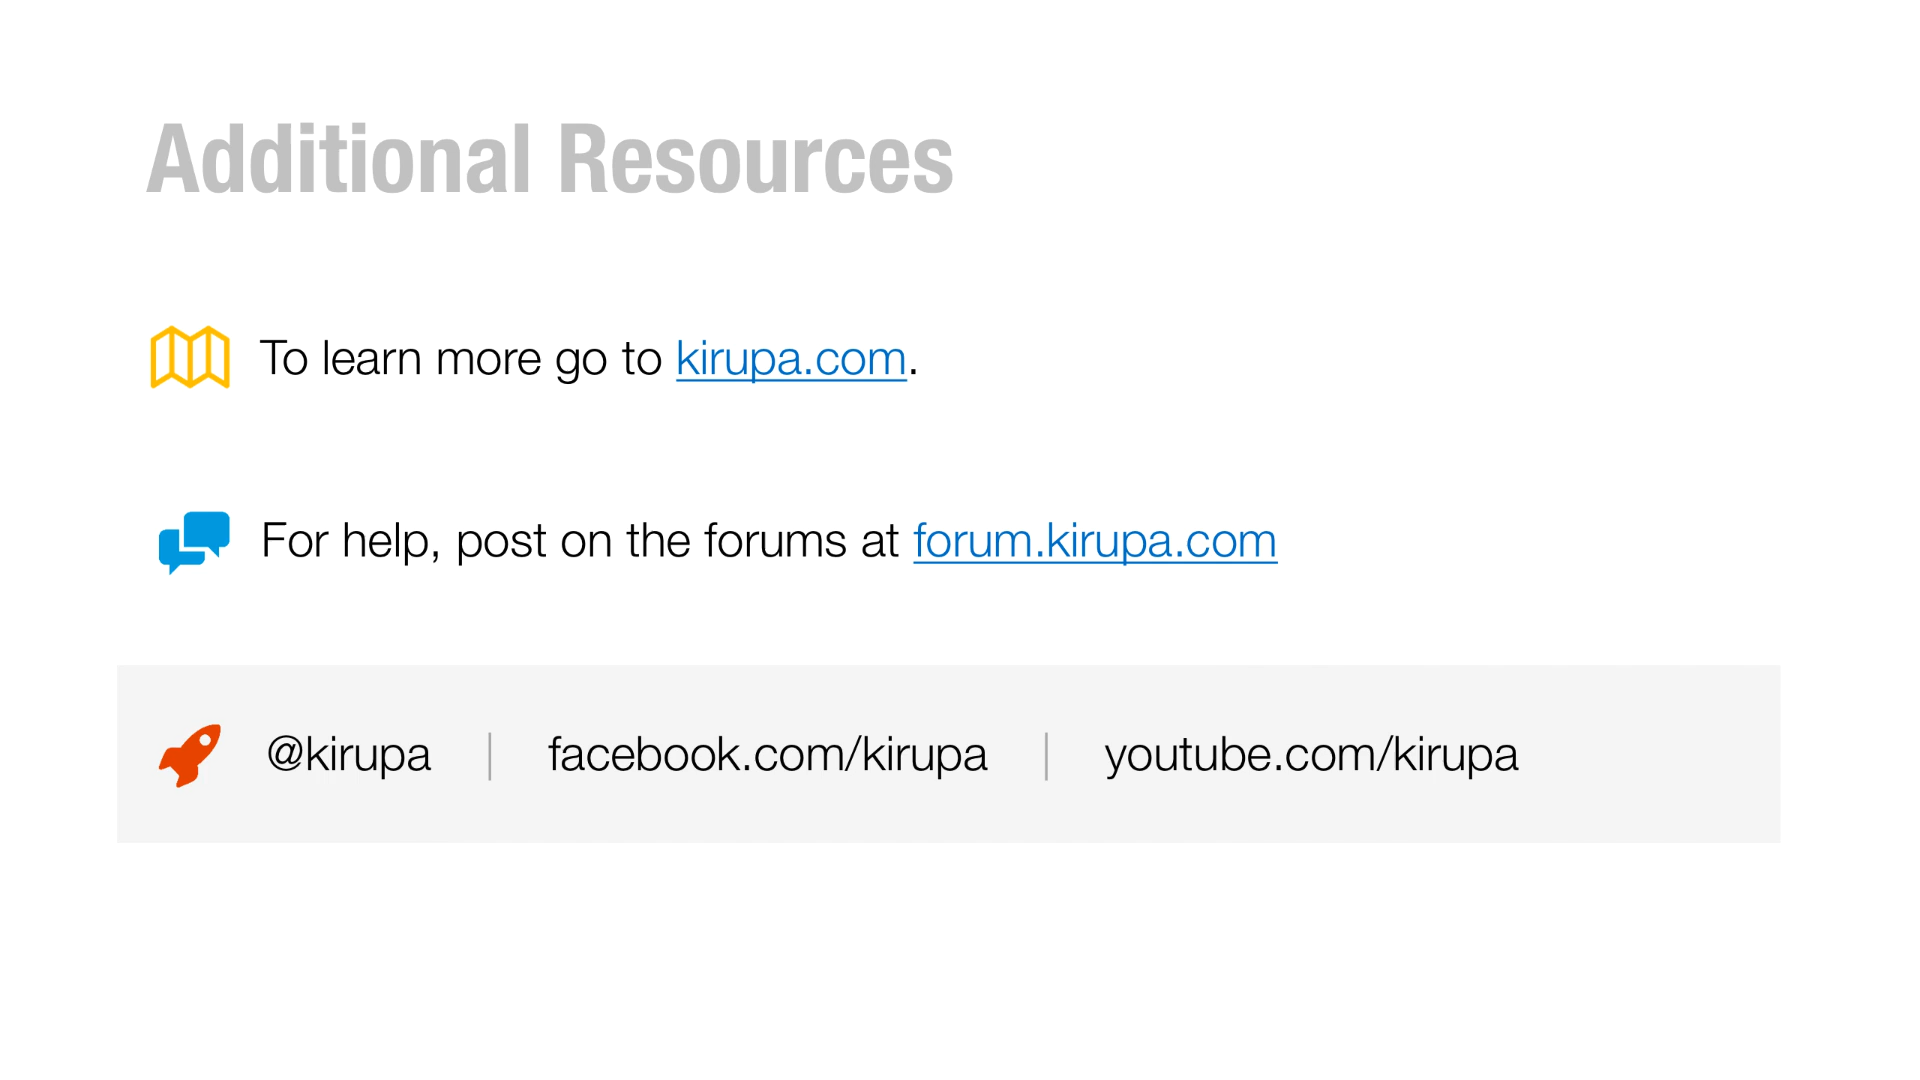 Additional Resources
To learn more go to kirupa.com.
For help, post on the forums at forum.kirupa.com
@kirupa | facebook.com/kirupa | youtube.com/kirupa